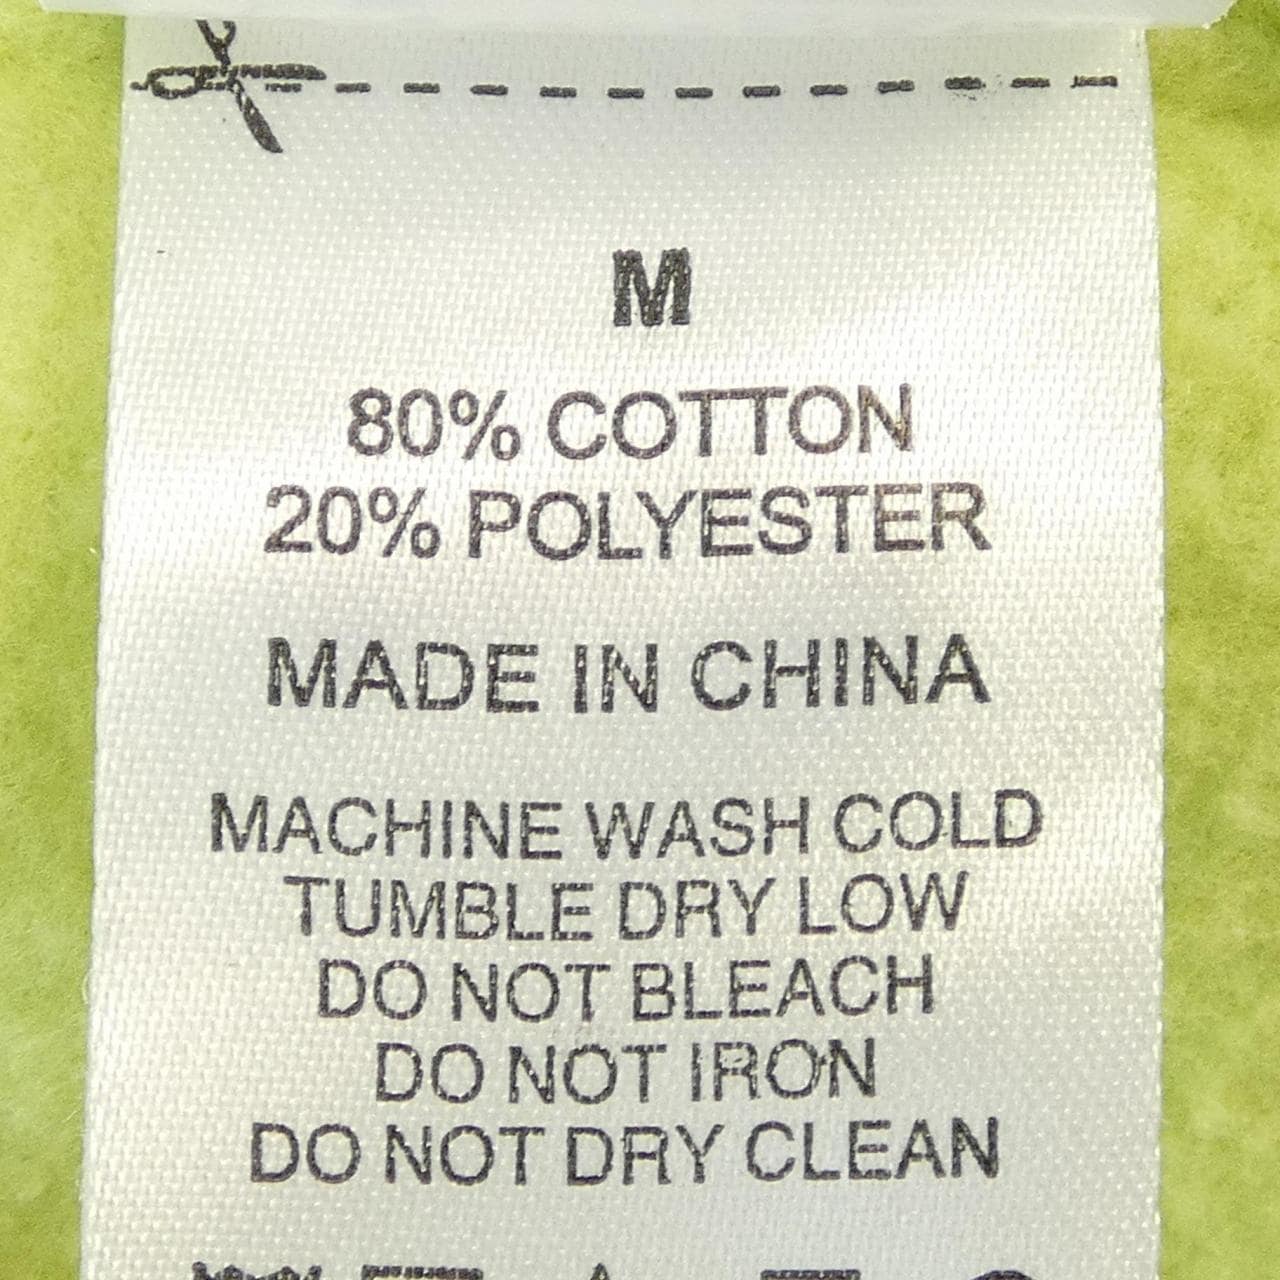 M
80% COTTON
20% POLYESTER
MADE IN CHINA
MACHINE WASH COLD
TUMBLE DRY LOW
DO NOT BLEACH
DO NOT IRON
DO NOT DRY CLEAN